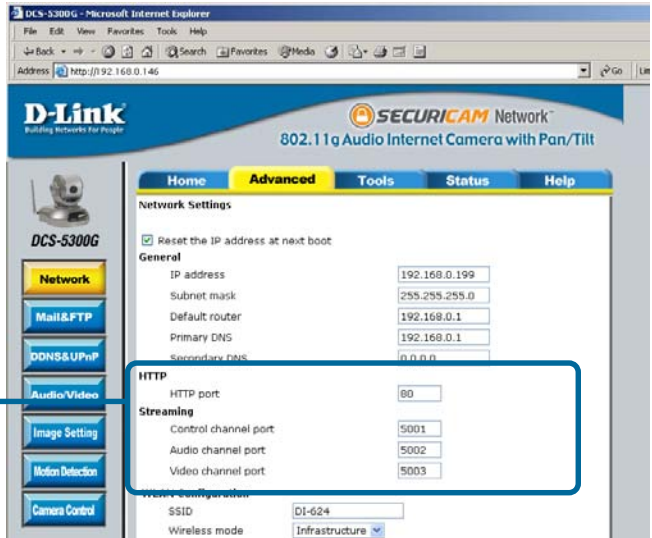 DCS-5300G - Microsoft Internet Explorer
File Edit View Favorites Tools Help
Back Search Favorites Media
Address http://192.168.0.146 Go
D-Link
Building Networks for People
SECURICAM Network™
802.11g Audio Internet Camera with Pan/Tilt
Home Advanced Tools Status Help
DCS-5300G
Network
Mail&FTP
DDNS&UPnP
Audio/Video
Image Setting
Motion Detection
Camera Control
Network Settings
Reset the IP address at next boot
General
IP address 192.168.0.199
Subnet mask 255.255.255.0
Default router 192.168.0.1
Primary DNS 192.168.0.1
Secondary DNS 0.0.0.0
HTTP
HTTP port 80
Streaming
Control channel port 5001
Audio channel port 5002
Video channel port 5003
WLAN Configuration
SSID DI-624
Wireless mode Infrastructure